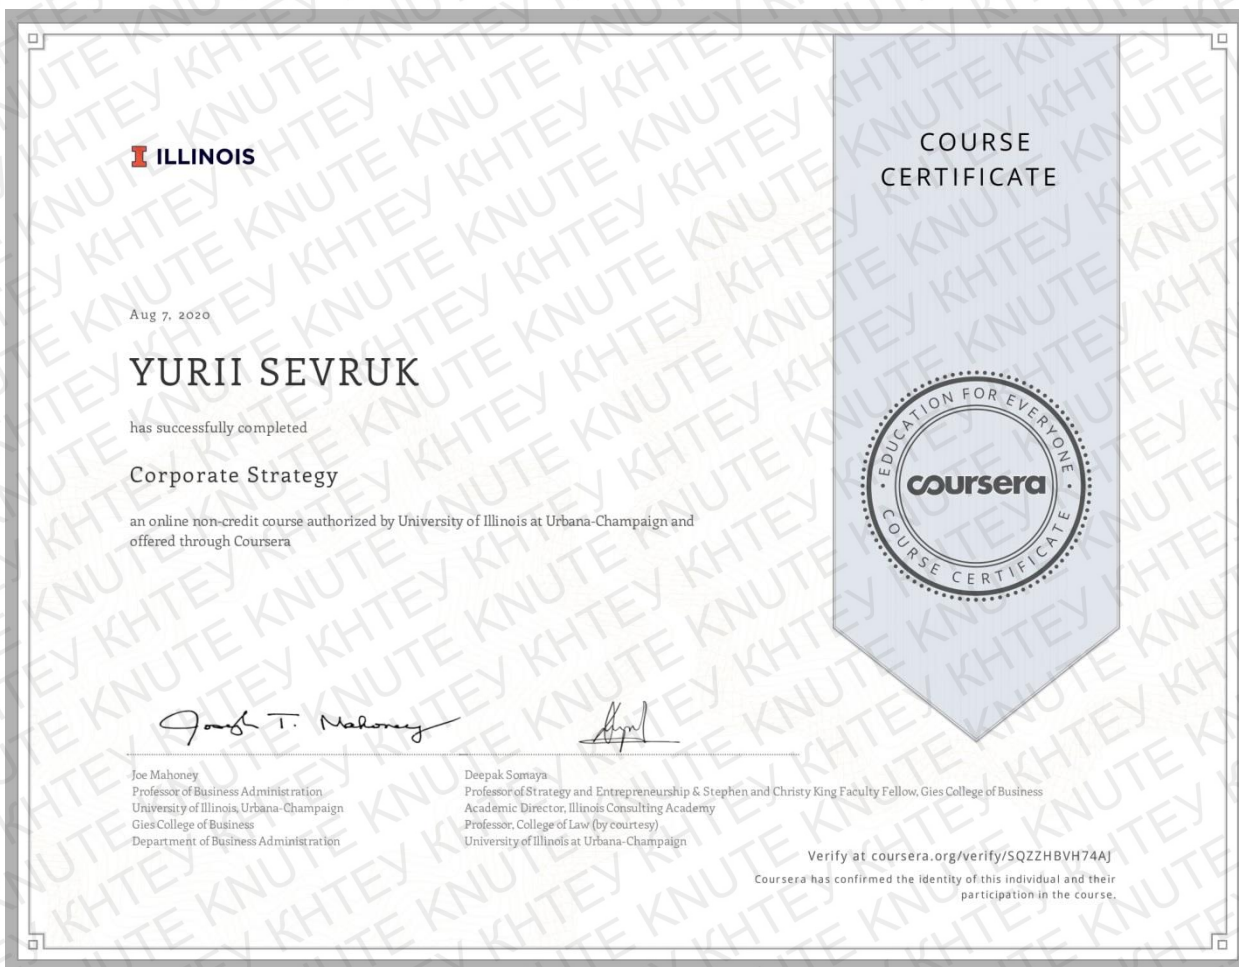 ILLINOIS
COURSE
CERTIFICATE
Aug 7, 2020
YURII SEVRUK
has successfully completed
Corporate Strategy
an online non-credit course authorized by University of Illinois at Urbana-Champaign and
offered through Coursera
EDUCATION FOR EVERYONE
coursera
COURSE CERTIFICATE
Joseph T. Mahoney
Joe Mahoney
Professor of Business Administration
University of Illinois, Urbana-Champaign
Gies College of Business
Department of Business Administration
Deepak Somaya
Professor of Strategy and Entrepreneurship & Stephen and Christy King Faculty Fellow, Gies College of Business
Academic Director, Illinois Consulting Academy
Professor, College of Law (by courtesy)
University of Illinois at Urbana-Champaign
Verify at coursera.org/verify/SQZZHBVH74AJ
Coursera has confirmed the identity of this individual and their
participation in the course.
KNUTE КНТЕУ